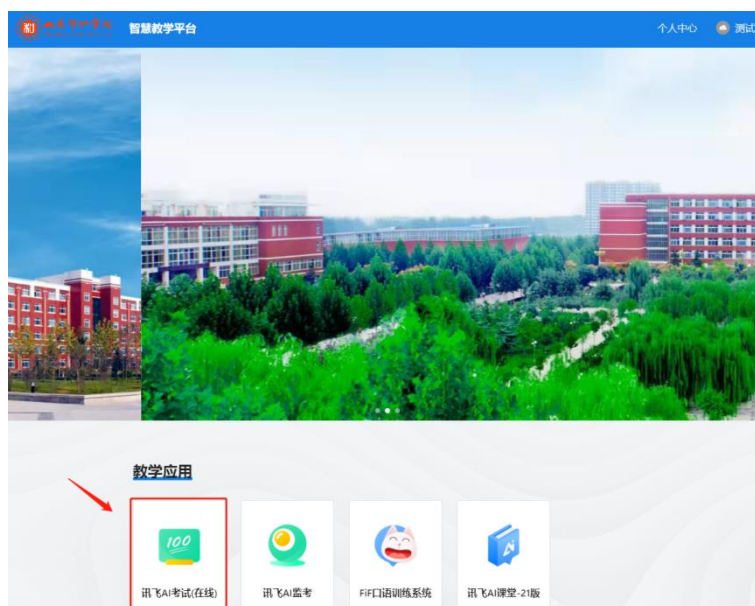 智慧教学平台
个人中心
测试
教学应用
100
讯飞AI考试(在线)
讯飞AI监考
FiF口语训练系统
讯飞AI课堂-21版